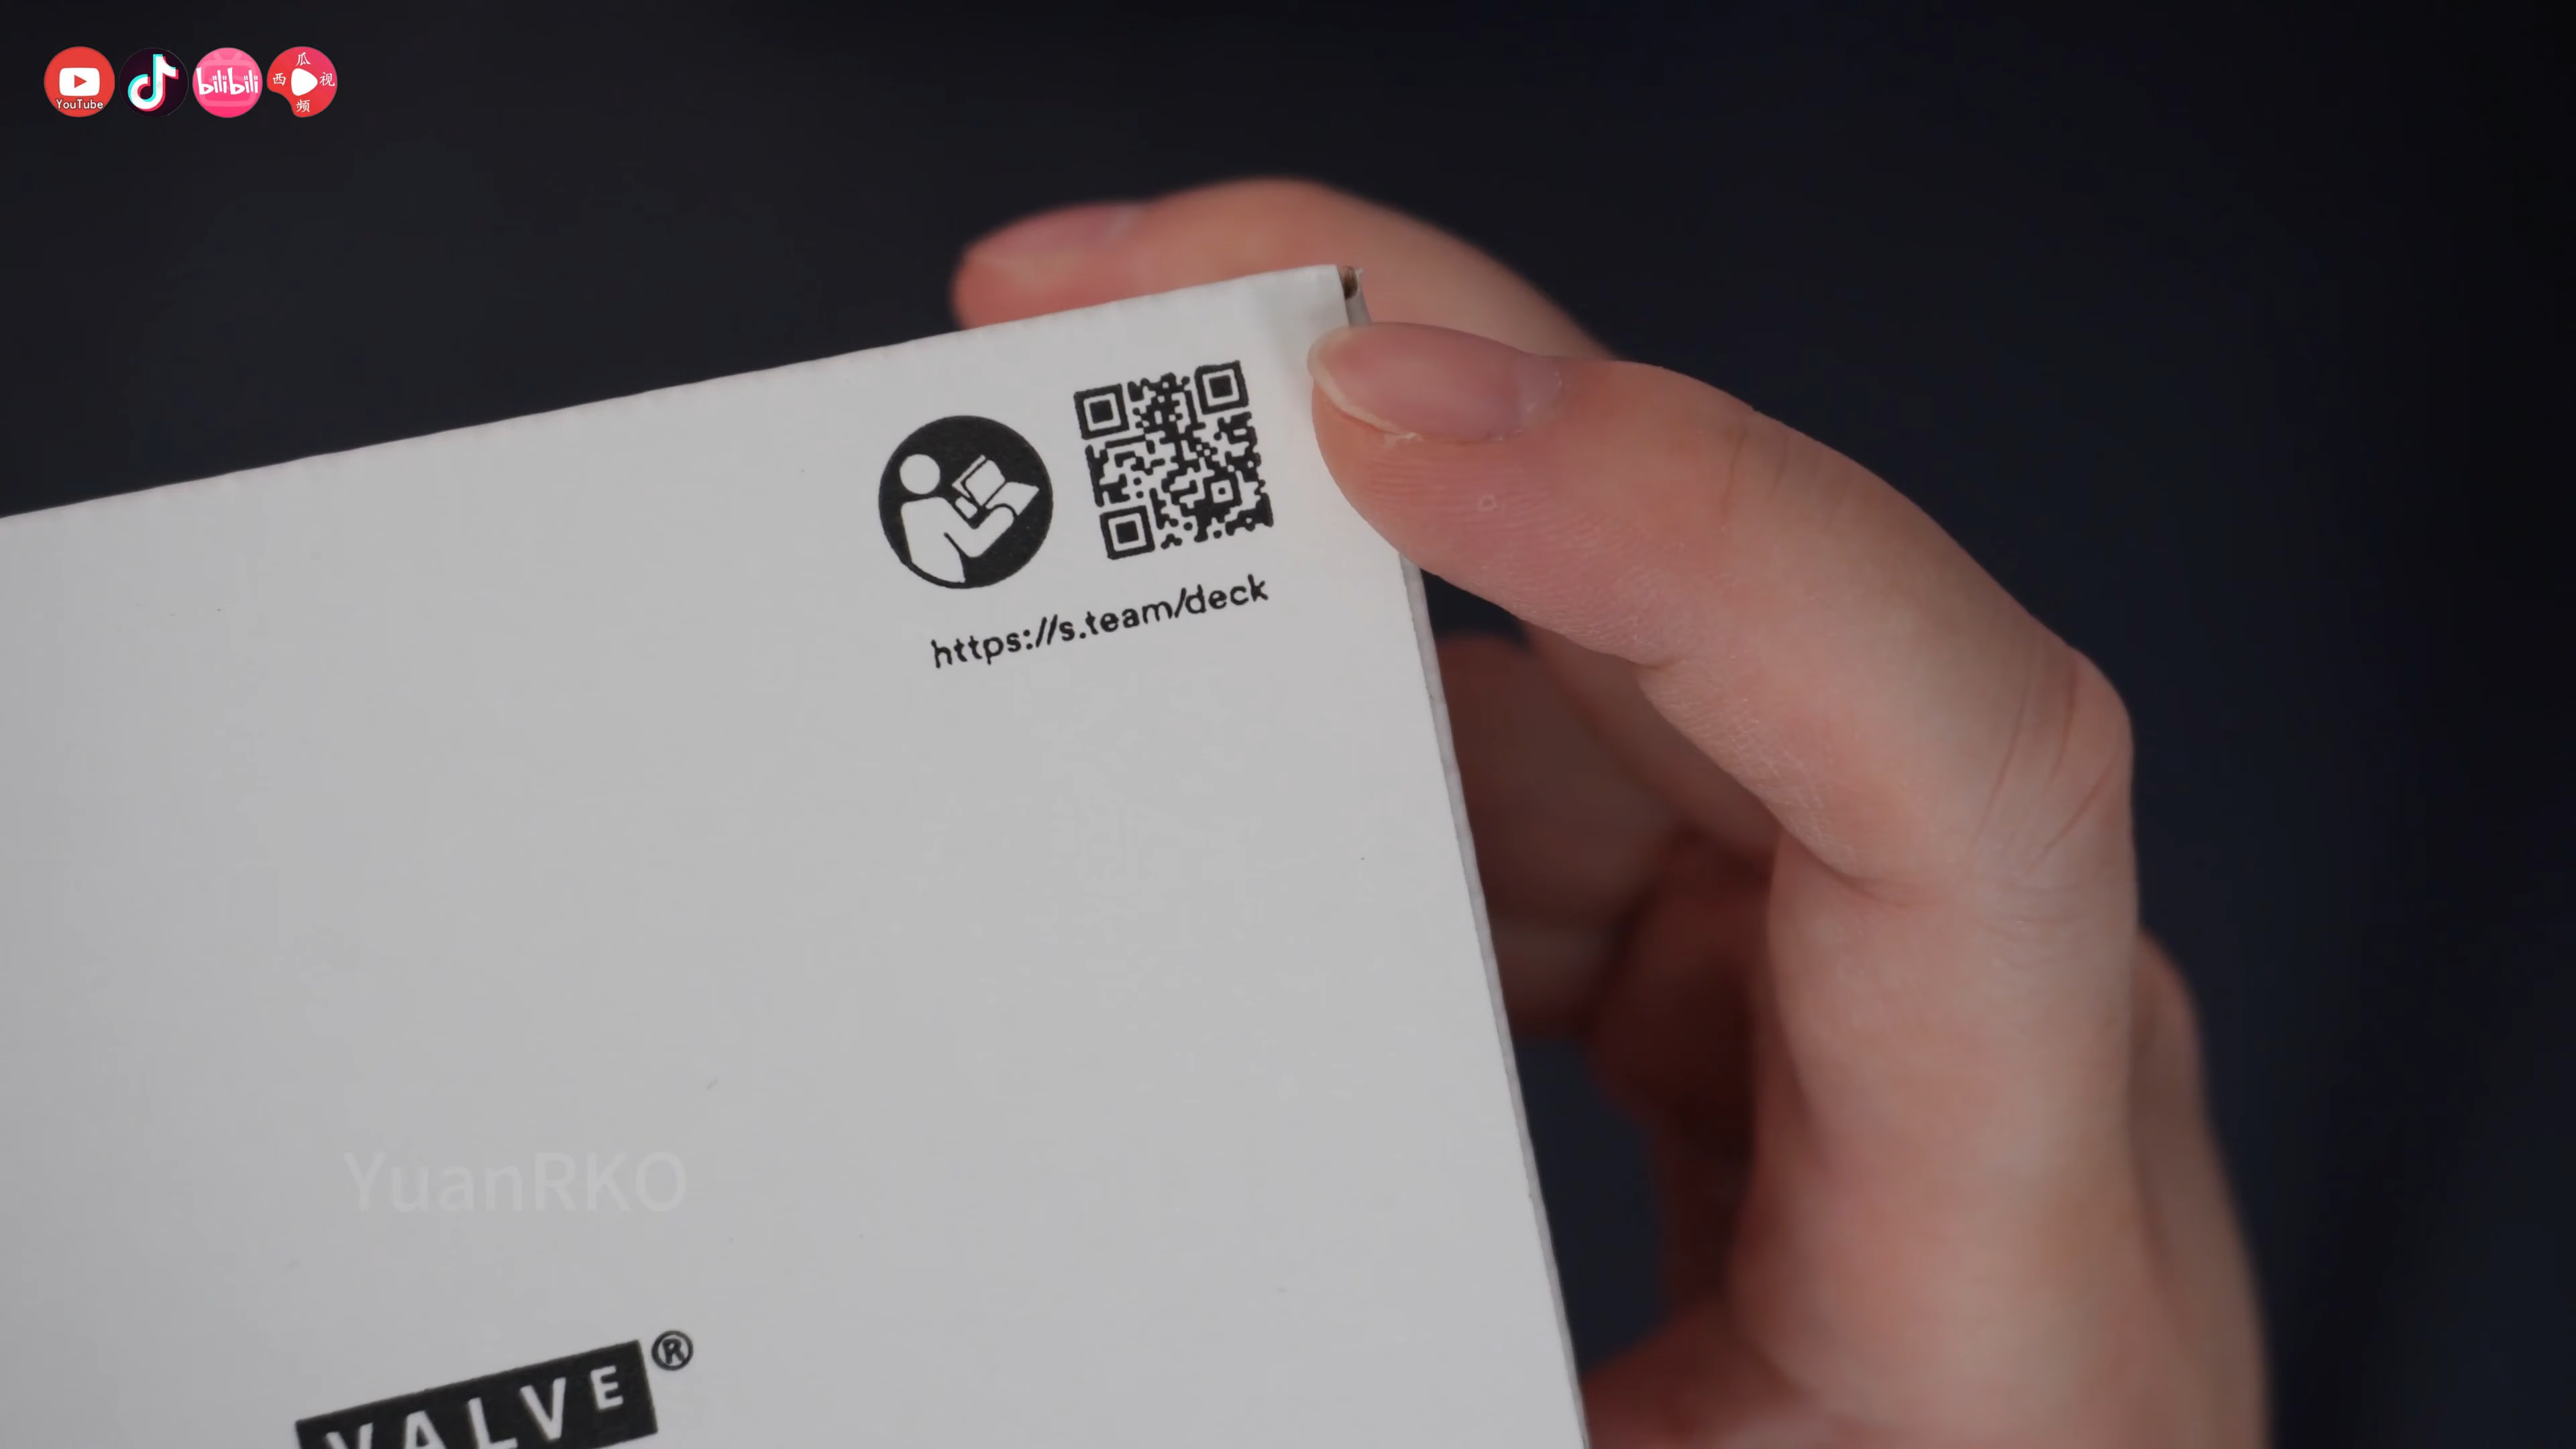 YouTube
bilibili
西瓜视频
https://s.team/deck
YuanRKO
VALVE®